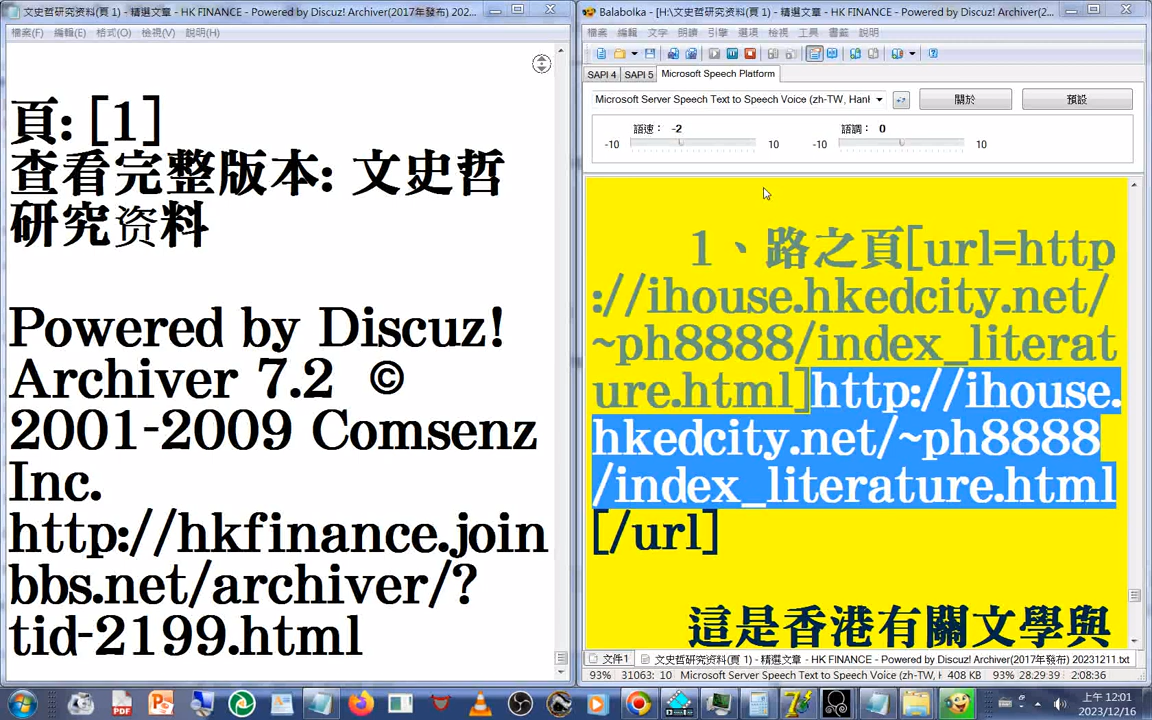 文史哲研究资料(頁 1) - 精選文章 - HK FINANCE - Powered by Discuz! Archiver(2017年發布) 202...
檔案(F) 編輯(E) 格式(O) 檢視(V) 說明(H)
頁: [1]
查看完整版本: 文史哲
研究资料
Powered by Discuz!
Archiver 7.2 ©
2001-2009 Comsenz
Inc.
http://hkfinance.join
bbs.net/archiver/?
tid-2199.html
Balabolka - [H:\文史哲研究资料(頁 1) - 精選文章 - HK FINANCE - Powered by Discuz! Archiver(2...
檔案 編輯 文字 朗讀 引擎 選項 檢視 工具 書籤 說明
SAPI 4 SAPI 5 Microsoft Speech Platform
Microsoft Server Speech Text to Speech Voice (zh-TW, Hanl
關於
預設
語速： -2 語調： 0
-10 10 -10 10
1、路之頁[url=http
://ihouse.hkedcity.net/
~ph8888/index_literat
ure.html]http://ihouse.
hkedcity.net/~ph8888
/index_literature.html
[/url]
這是香港有關文學與
文件1 文史哲研究资料(頁 1) - 精選文章 - HK FINANCE - Powered by Discuz! Archiver(2017年發布) 20231211.txt
93% 31063: 10 Microsoft Server Speech Text to Speech Voice (zh-TW, H 408 KB 93% 28:29:39 2:08:36
上午 12:01
2023/12/16